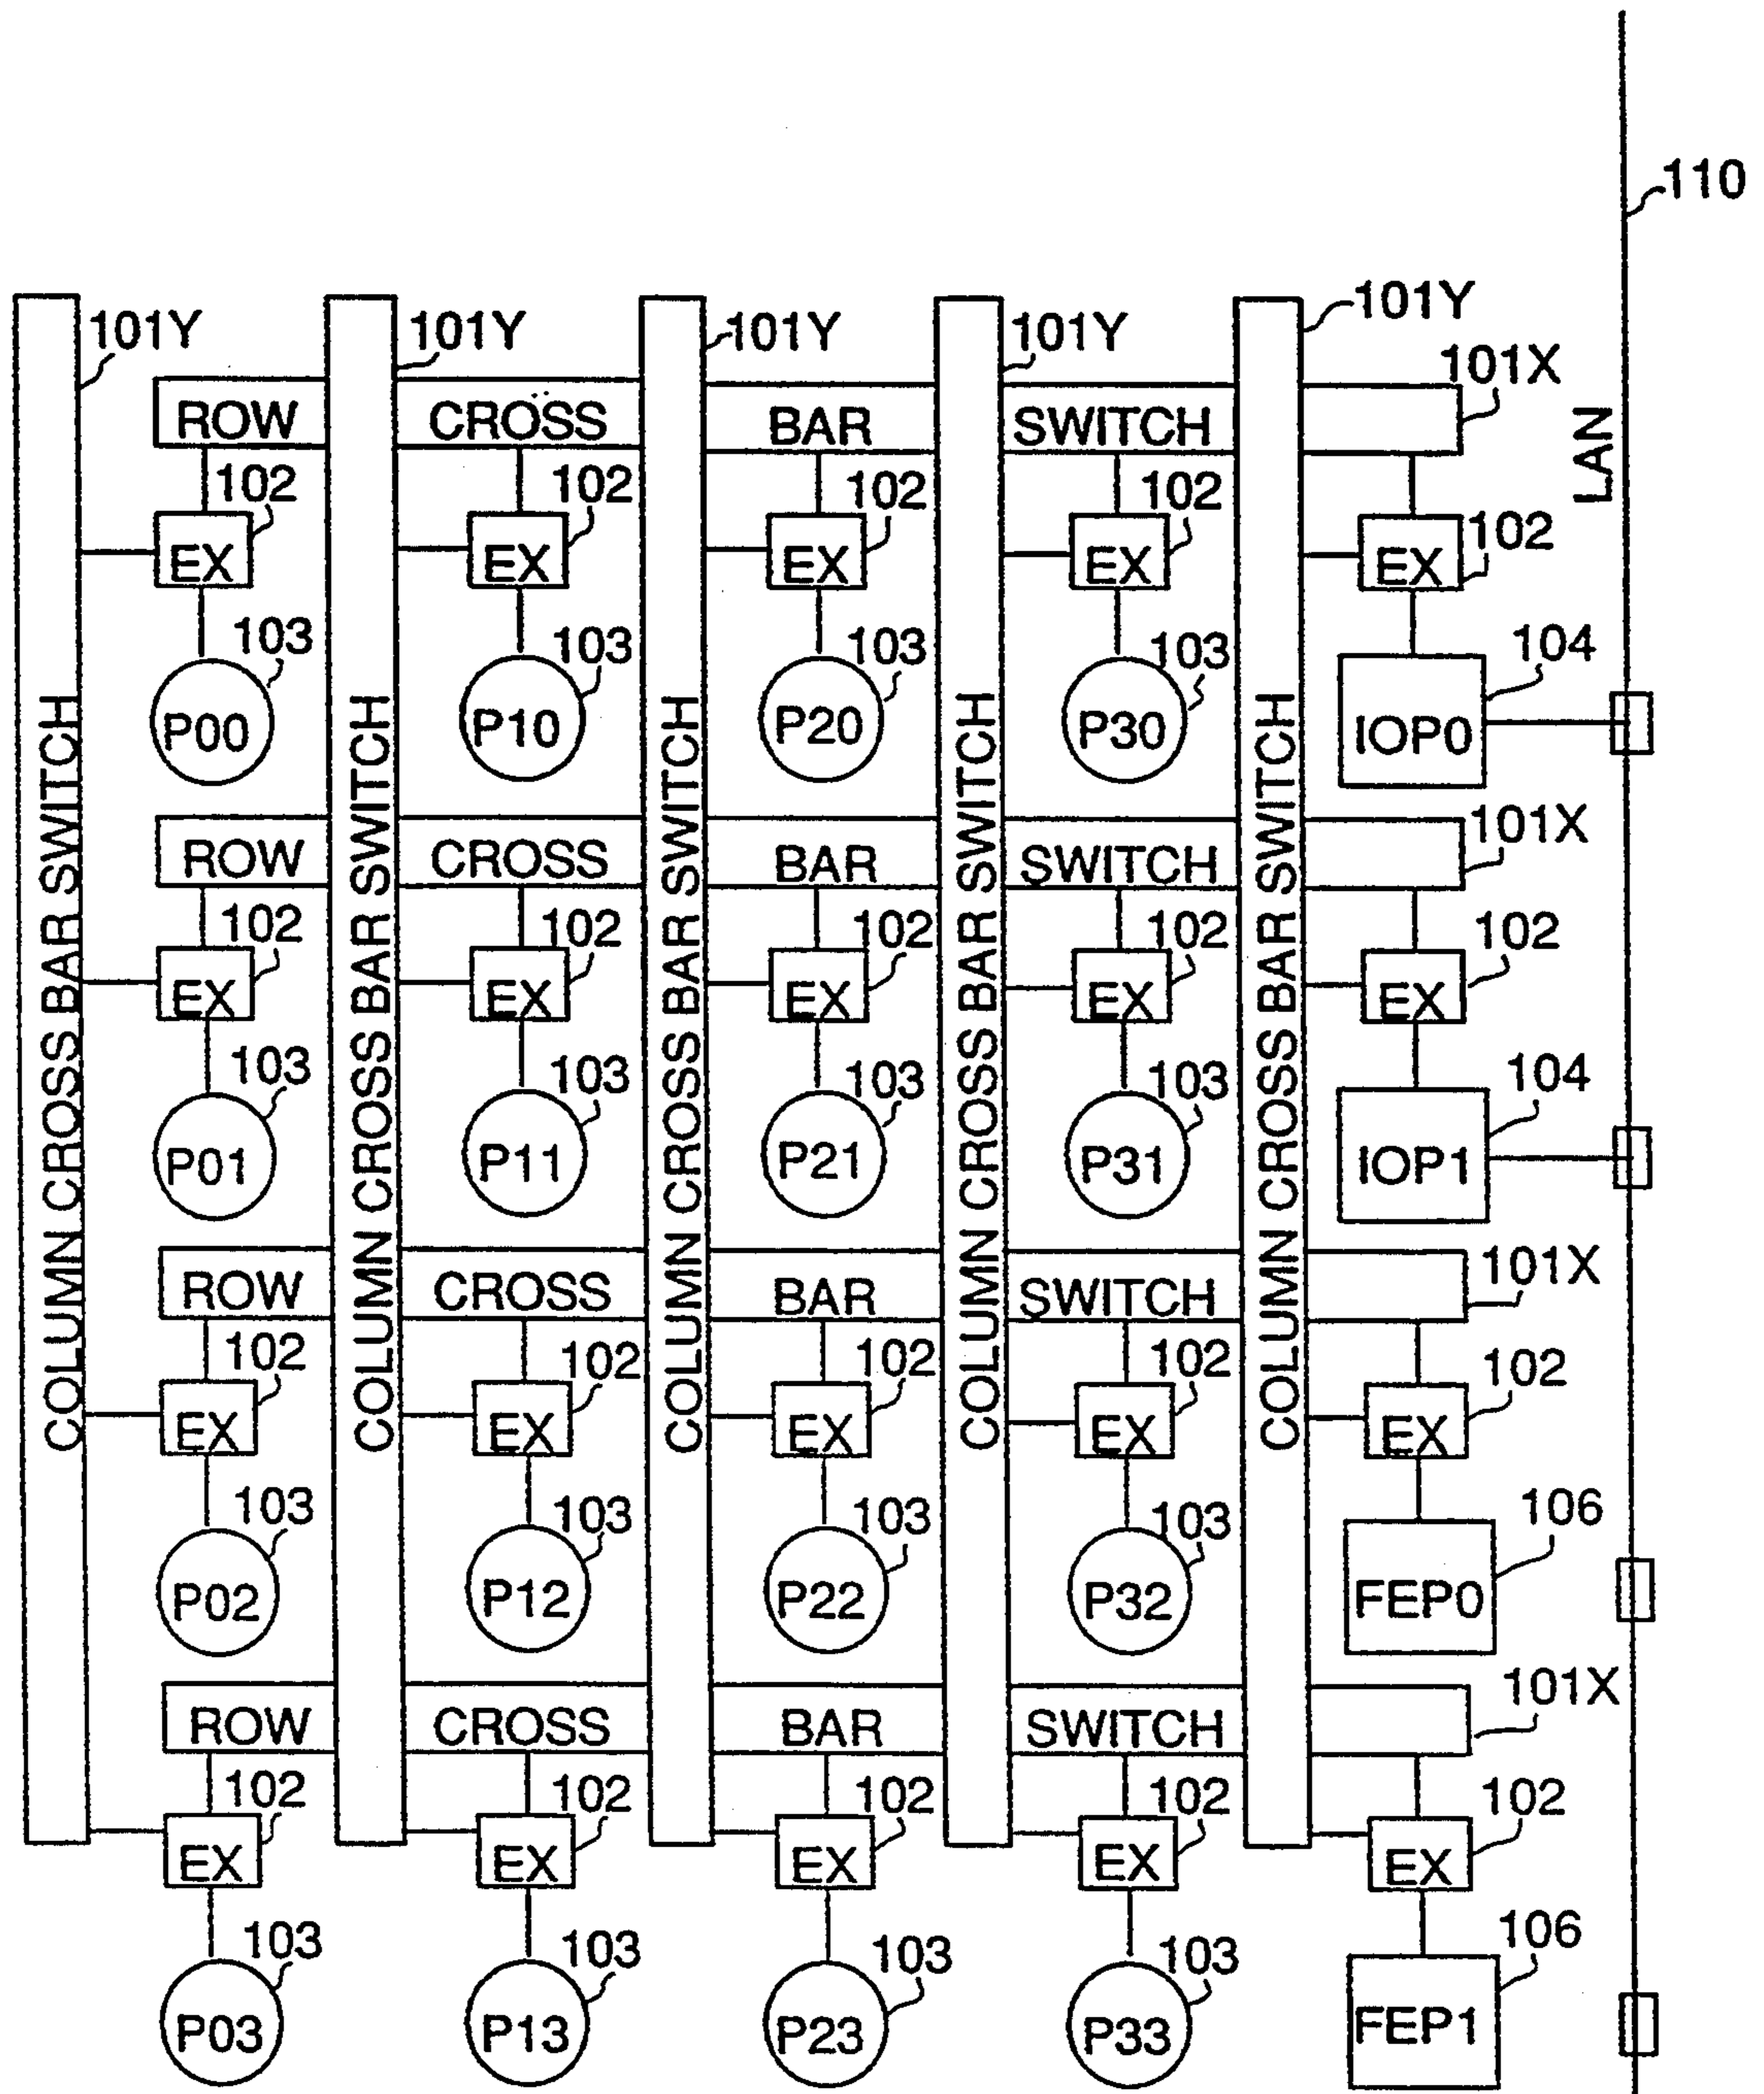 110
101Y 101Y 101Y 101Y 101Y
101X
LAN
ROW CROSS BAR SWITCH
102 102 102 102 102
EX EX EX EX EX
103 103 103 103 104
P00 P10 P20 P30 IOP0
COLUMN CROSS BAR SWITCH
COLUMN CROSS BAR SWITCH
COLUMN CROSS BAR SWITCH
COLUMN CROSS BAR SWITCH
COLUMN CROSS BAR SWITCH
101X
ROW CROSS BAR SWITCH
102 102 102 102 102
EX EX EX EX EX
103 103 103 103 104
P01 P11 P21 P31 IOP1
101X
ROW CROSS BAR SWITCH
102 102 102 102 102
EX EX EX EX EX
103 103 103 103 106
P02 P12 P22 P32 FEP0
101X
ROW CROSS BAR SWITCH
102 102 102 102 102
EX EX EX EX EX
103 103 103 103 106
P03 P13 P23 P33 FEP1